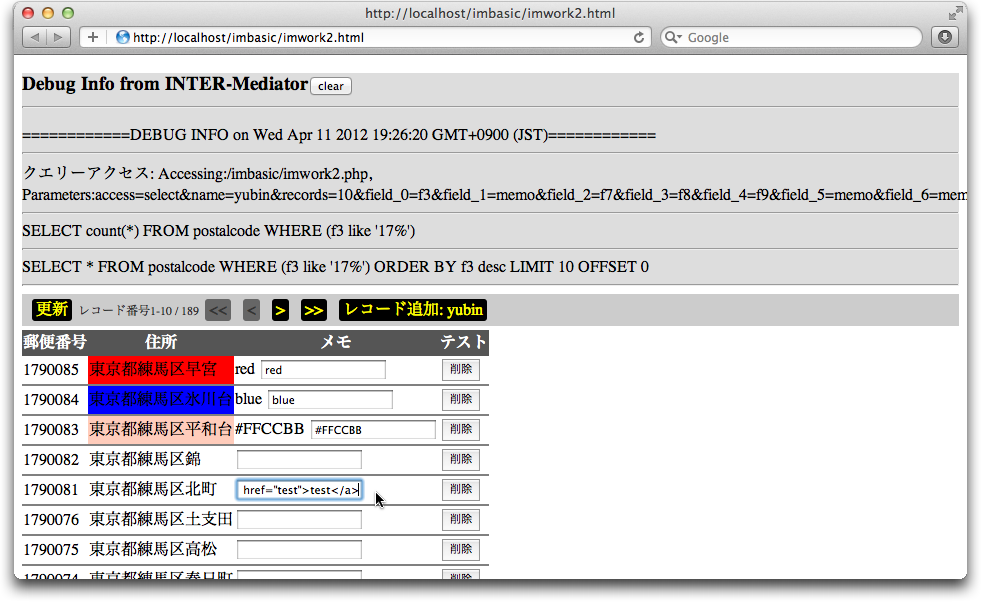 http://localhost/imbasic/imwork2.html
http://localhost/imbasic/imwork2.html
Google
Debug Info from INTER-Mediator clear
============DEBUG INFO on Wed Apr 11 2012 19:26:20 GMT+0900 (JST)============
クエリーアクセス: Accessing:/imbasic/imwork2.php,
Parameters:access=select&name=yubin&records=10&field_0=f3&field_1=memo&field_2=f7&field_3=f8&field_4=f9&field_5=memo&field_6=mem
SELECT count(*) FROM postalcode WHERE (f3 like '17%')
SELECT * FROM postalcode WHERE (f3 like '17%') ORDER BY f3 desc LIMIT 10 OFFSET 0
更新 レコード番号1-10 / 189 << < > >> レコード追加: yubin
郵便番号 住所 メモ テスト
1790085 東京都練馬区早宮 red red 削除
1790084 東京都練馬区氷川台 blue blue 削除
1790083 東京都練馬区平和台 #FFCCBB #FFCCBB 削除
1790082 東京都練馬区錦 削除
1790081 東京都練馬区北町 href="test">test</a> 削除
1790076 東京都練馬区土支田 削除
1790075 東京都練馬区高松 削除
1790074 東京都練馬区春日町 削除